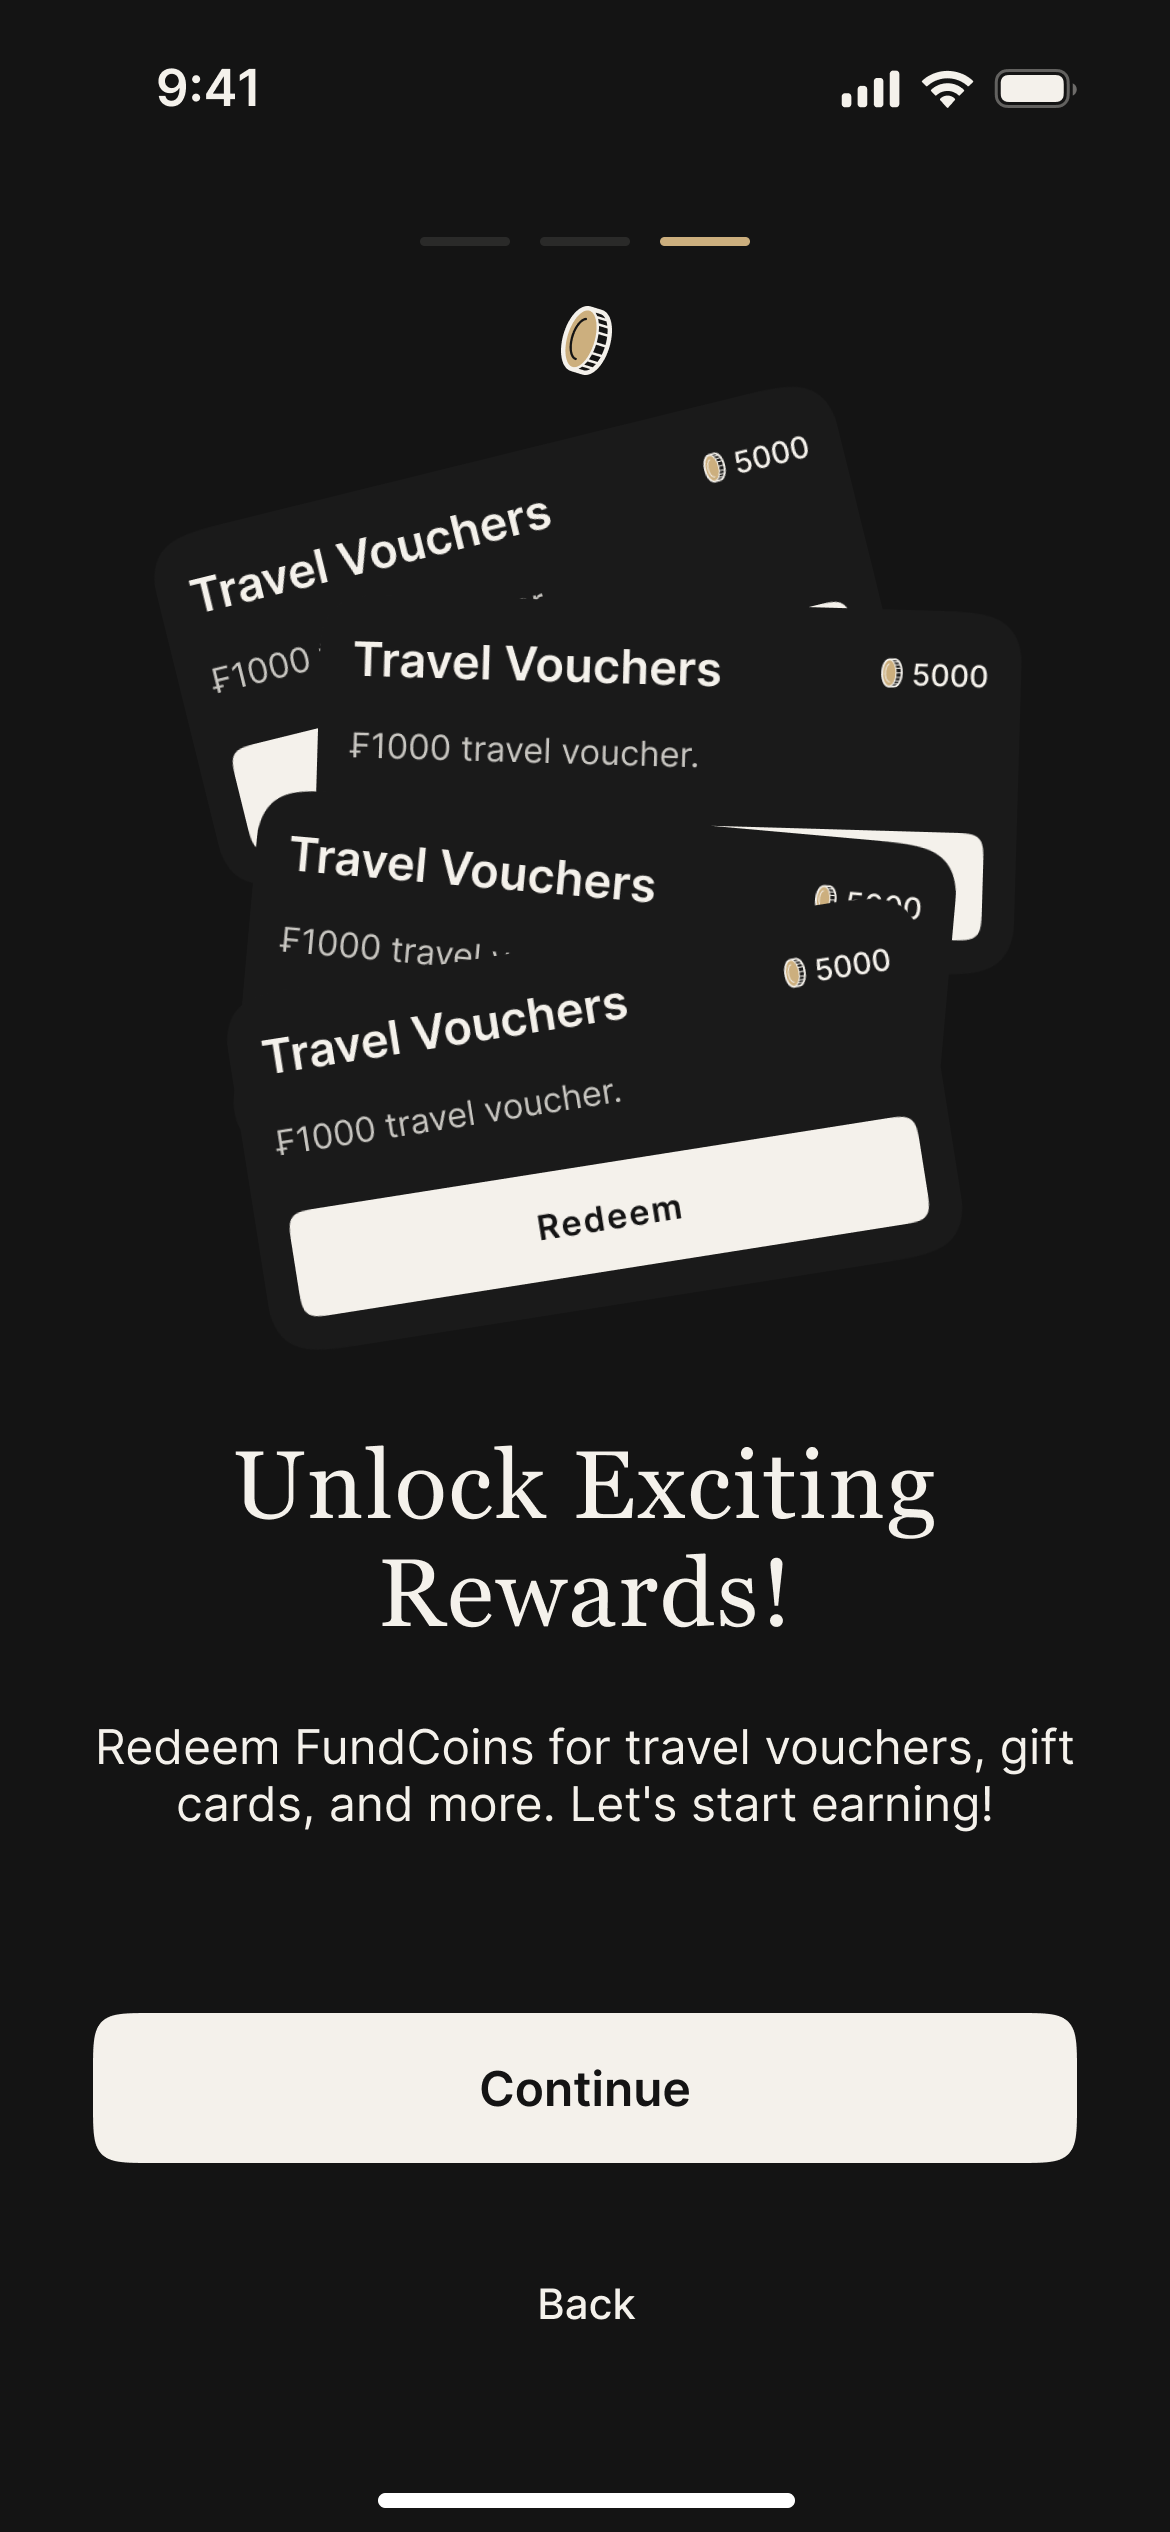 9:41
5000
Travel Vouchers
₣1000
Travel Vouchers
5000
₣1000 travel voucher.
Travel Vouchers
5000
₣1000 travel
5000
Travel Vouchers
₣1000 travel voucher.
Redeem
Unlock Exciting
Rewards!
Redeem FundCoins for travel vouchers, gift
cards, and more. Let's start earning!
Continue
Back